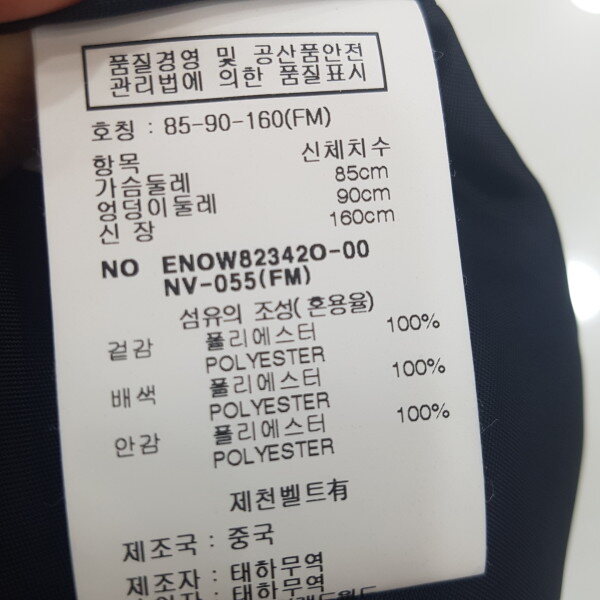 품질경영 및 공산품안전
관리법에 의한 품질표시
호칭 : 85-90-160(FM)
항목 신체치수
가슴둘레 85cm
엉덩이둘레 90cm
신 장 160cm
NO ENOW82342O-00
NV-055(FM)
섬유의 조성(혼용율)
겉감 폴리에스터 100%
POLYESTER
배색 폴리에스터 100%
POLYESTER
안감 폴리에스터 100%
POLYESTER
제천벨트有
제조국 : 중국
제조자 : 태하무역